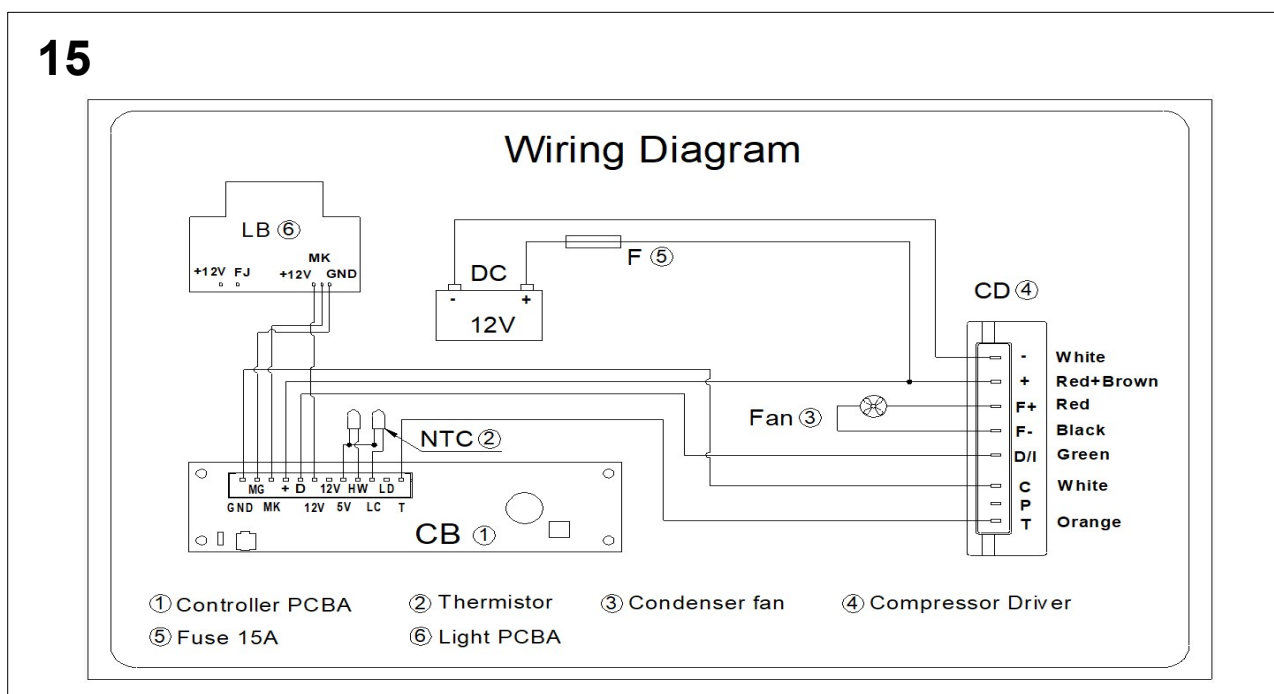 15
Wiring Diagram
LB ⑥
MK
+12V FJ +12V GND
DC
- +
12V
F ⑤
CD ④
- White
+ Red+Brown
Fan ③
F+ Red
F- Black
D/I Green
C White
P
T Orange
NTC ②
MG + D 12V HW LD
GND MK 12V 5V LC T
CB ①
① Controller PCBA ② Thermistor ③ Condenser fan ④ Compressor Driver
⑤ Fuse 15A ⑥ Light PCBA